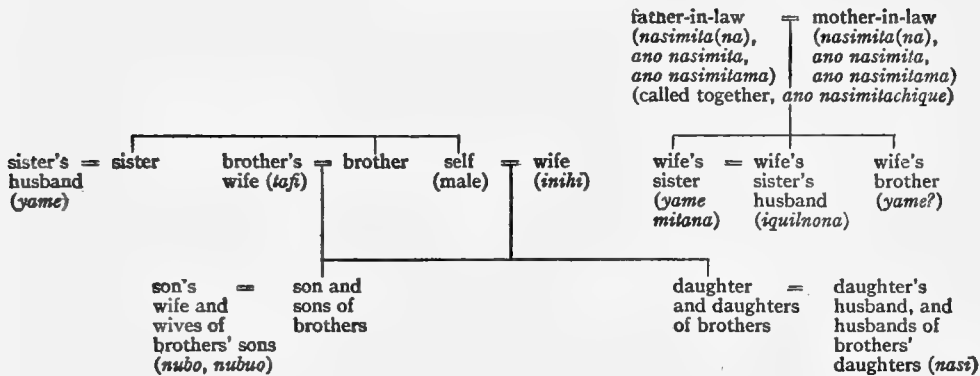 father-in-law = mother-in-law
(nasimita(na), (nasimita(na),
ano nasimita, ano nasimita,
ano nasimitama) ano nasimitama)
(called together, ano nasimitachique)
sister's = sister brother's = brother self = wife wife's = wife's wife's
husband wife (tafi) (male) (inihi) sister sister's brother
(yame) (yame husband (yame?)
mitana) (iquilnona)
son's = son and daughter = daughter's
wife and sons of and daughters husband, and
wives of brothers of brothers husbands of
brothers' sons brothers'
(nubo, nubuo) daughters (nasi)